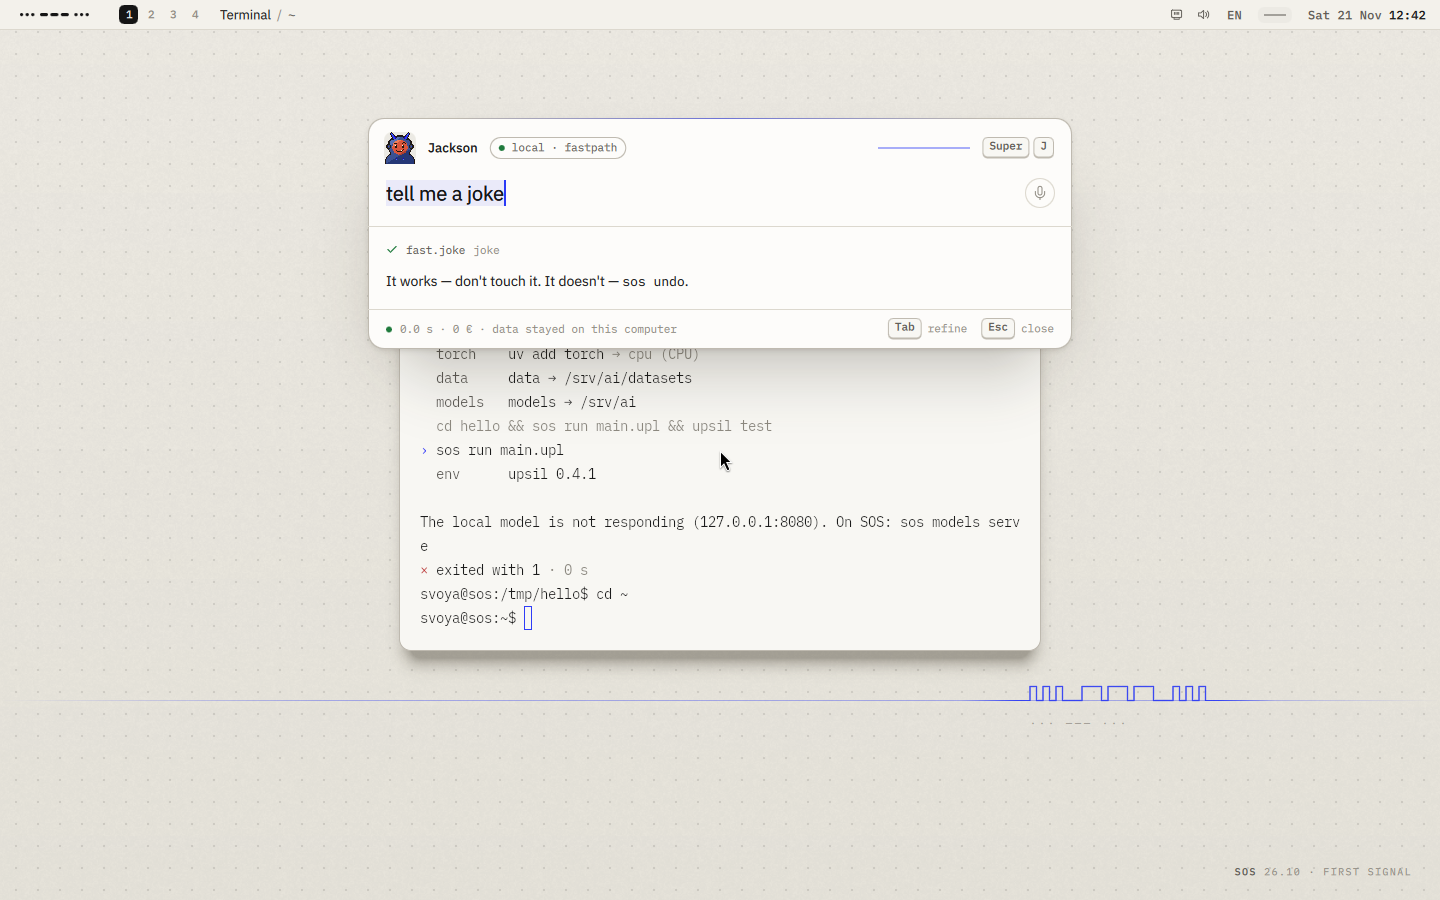 1 2 3 4 Terminal / ~ EN Sat 21 Nov 12:42
Jackson local · fastpath Super J
tell me a joke
fast.joke joke
It works — don't touch it. It doesn't — sos undo.
0.0 s · 0 € · data stayed on this computer Tab refine Esc close
torch uv add torch → cpu (CPU)
data data → /srv/ai/datasets
models models → /srv/ai
cd hello && sos run main.upl && upsil test
› sos run main.upl
env upsil 0.4.1
The local model is not responding (127.0.0.1:8080). On SOS: sos models serv
e
× exited with 1 · 0 s
svoya@sos:/tmp/hello$ cd ~
svoya@sos:~$
··· ——— ···
SOS 26.10 · FIRST SIGNAL